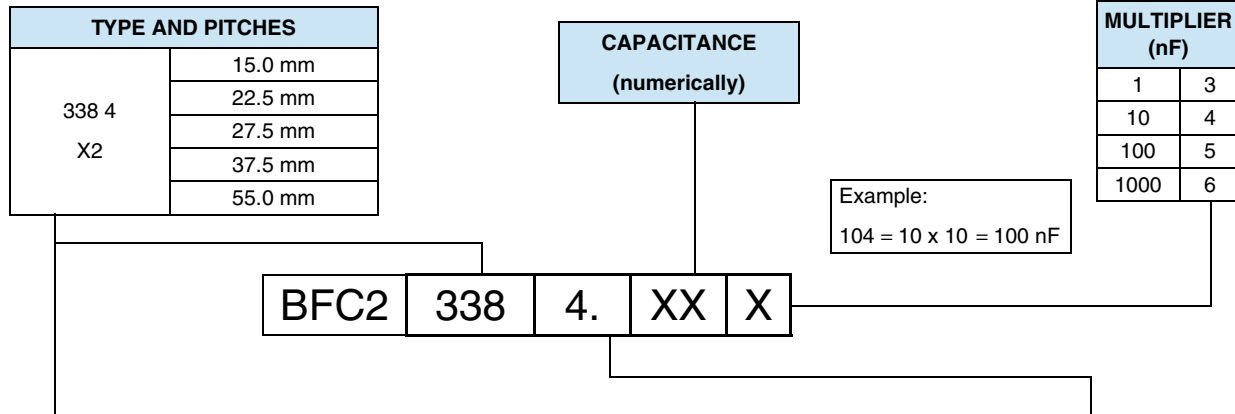 TYPE AND PITCHES
338 4
X2
15.0 mm
22.5 mm
27.5 mm
37.5 mm
55.0 mm
CAPACITANCE
(numerically)
MULTIPLIER
(nF)
1 3
10 4
100 5
1000 6
Example:
104 = 10 x 10 = 100 nF
BFC2 338 4. XX X